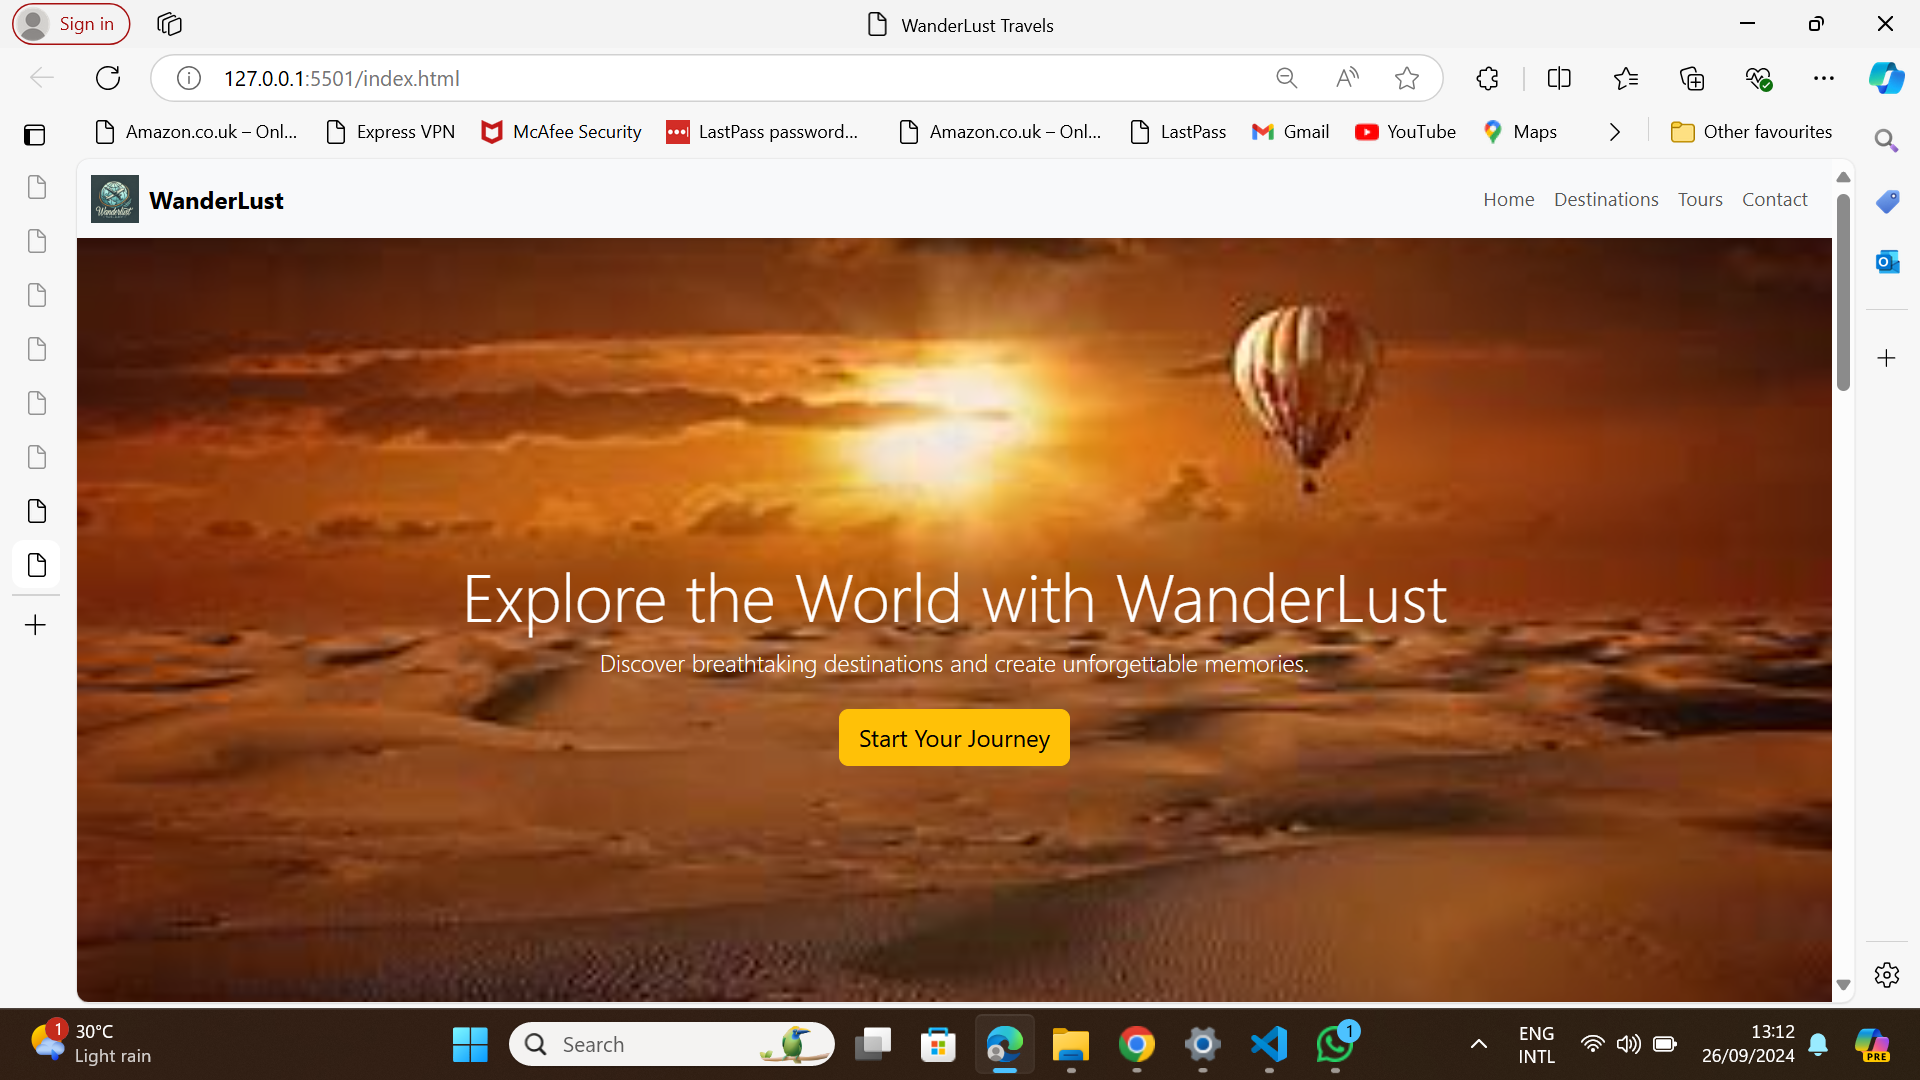 Sign in
WanderLust Travels
127.0.0.1:5501/index.html
Amazon.co.uk – Onl... Express VPN McAfee Security LastPass password... Amazon.co.uk – Onl... LastPass Gmail YouTube Maps Other favourites
Wanderlust
WanderLust Home Destinations Tours Contact
Explore the World with WanderLust
Discover breathtaking destinations and create unforgettable memories.
Start Your Journey
1
30°C
Light rain
Search
1
ENG
INTL
13:12
26/09/2024
PRE